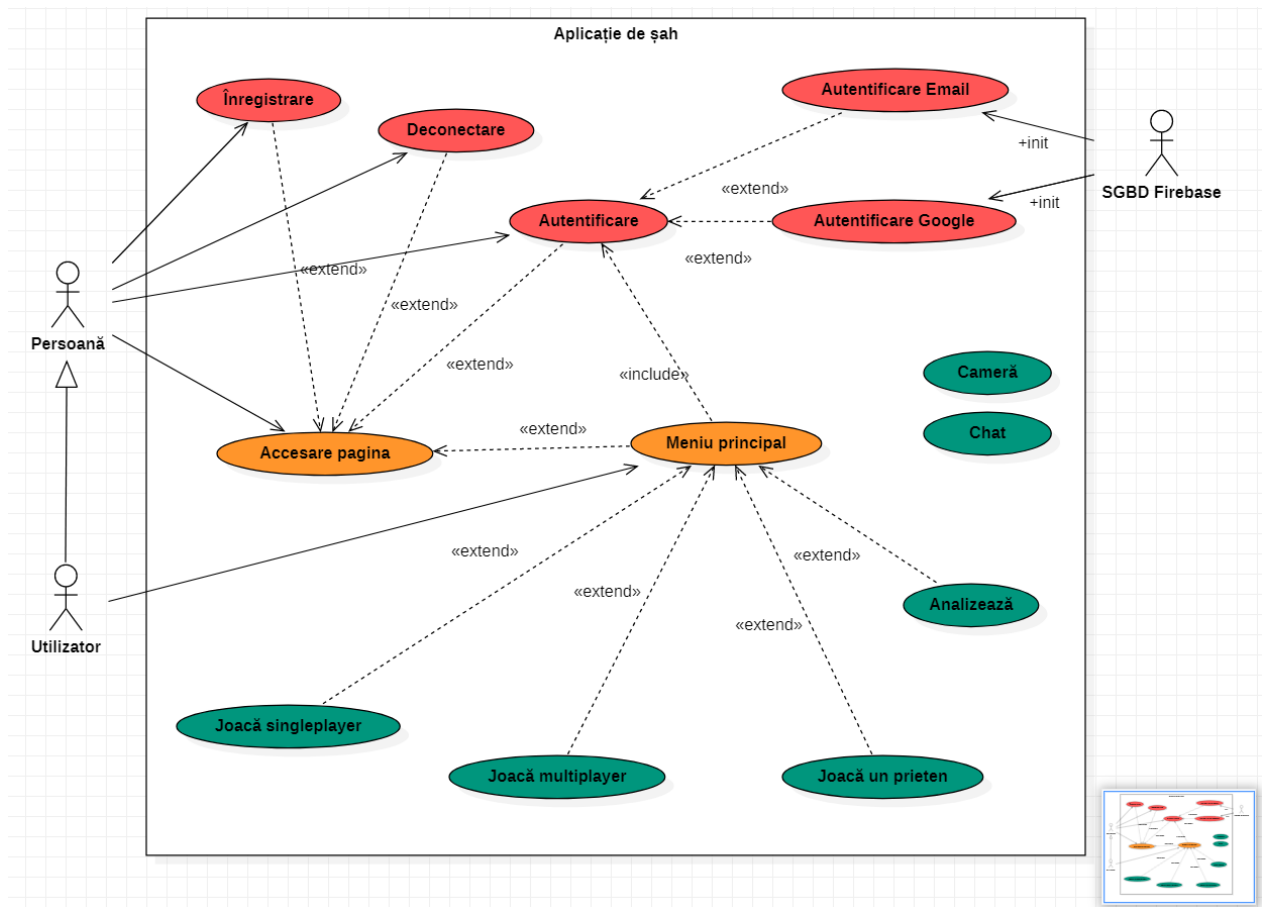 Aplicație de șah
Înregistrare
Deconectare
Autentificare Email
+init
SGBD Firebase
«extend»
+init
Autentificare
Autentificare Google
«extend»
«extend»
«extend»
Persoană
«extend»
«include»
Cameră
Chat
«extend»
Accesare pagina
Meniu principal
«extend»
«extend»
«extend»
«extend»
Analizează
Utilizator
Joacă singleplayer
Joacă multiplayer
Joacă un prieten